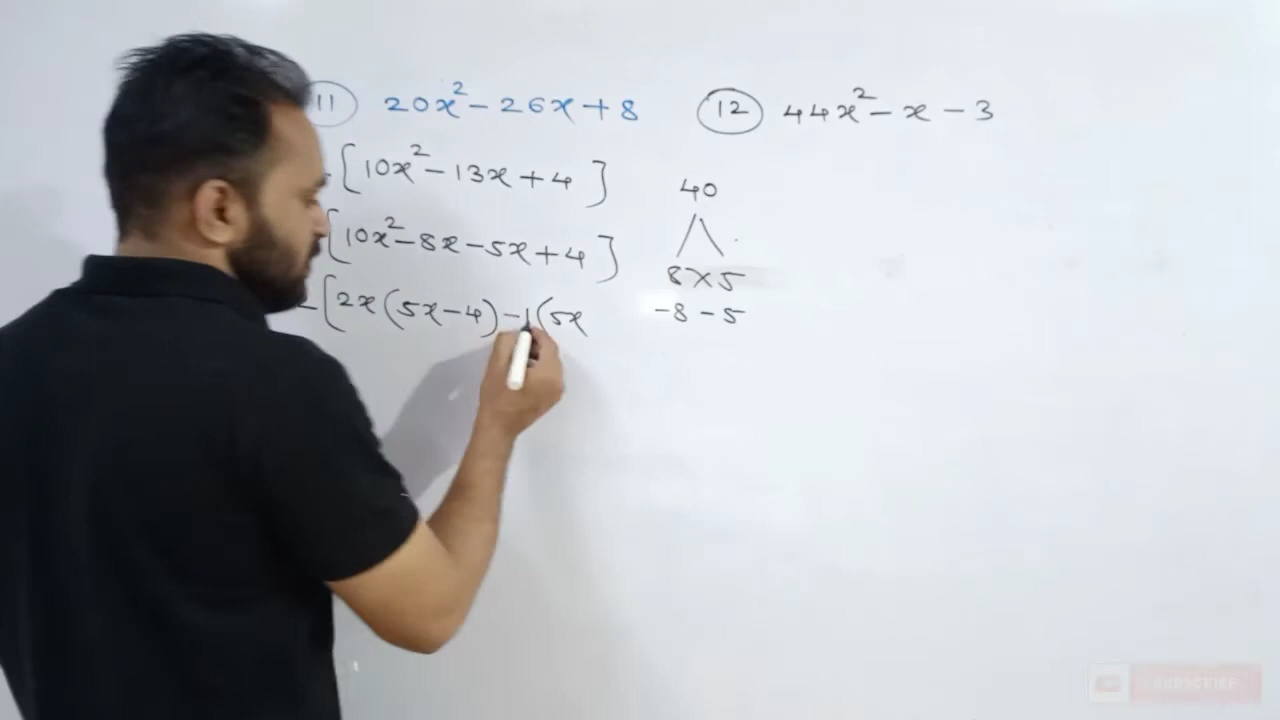 11 20x² - 26x + 8
[10x² - 13x + 4]
[10x² - 8x - 5x + 4]
[2x(5x - 4) - 1(5x
40
8 × 5
-8 - 5
12 44x² - x - 3
SUBSCRIBE